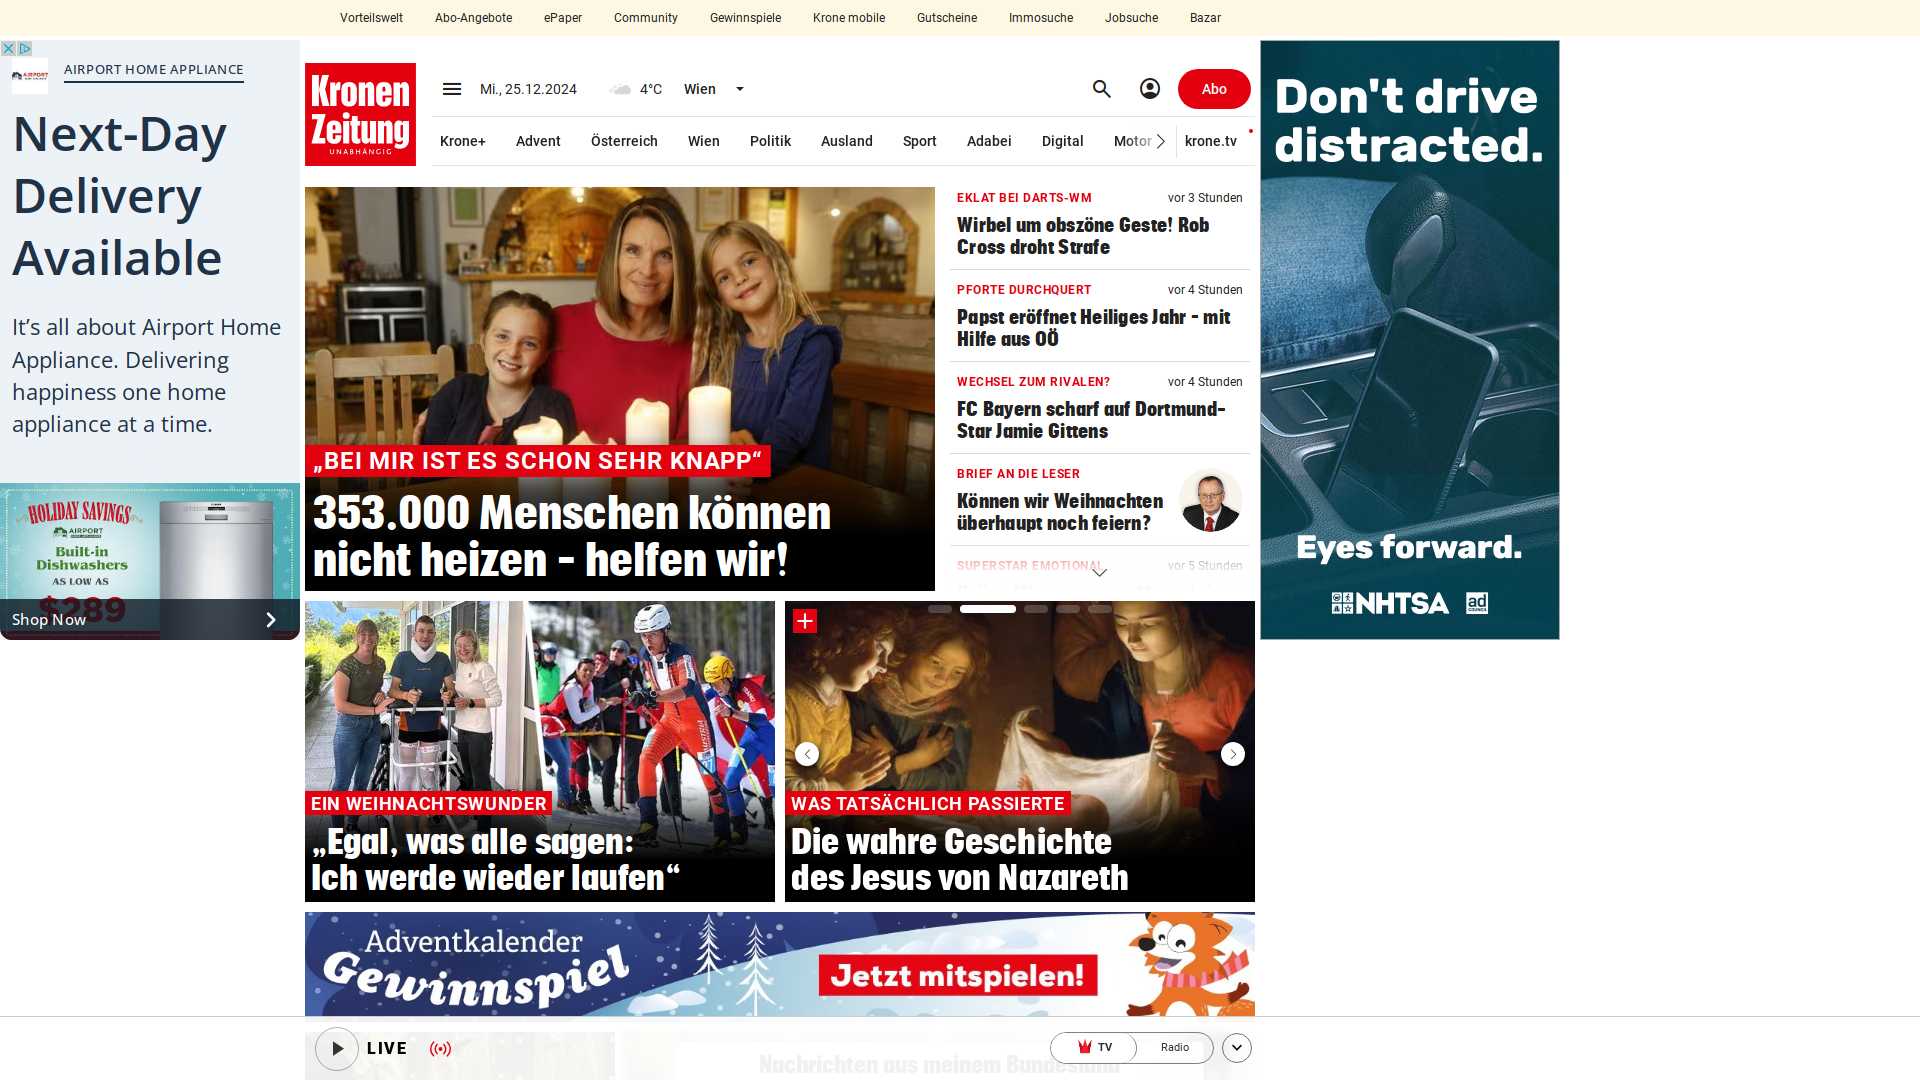 Vorteilswelt Abo-Angebote ePaper Community Gewinnspiele Krone mobile Gutscheine Immosuche Jobsuche Bazar
AIRPORT HOME APPLIANCE
Next-Day
Delivery
Available
It’s all about Airport Home
Appliance. Delivering
happiness one home
appliance at a time.
HOLIDAY SAVINGS
AIRPORT
Built-in
Dishwashers
AS LOW AS
$289
Shop Now
Kronen
Zeitung
UNABHÄNGIG
Mi., 25.12.2024 4°C Wien Abo
Krone+ Advent Österreich Wien Politik Ausland Sport Adabei Digital Motor krone.tv
„BEI MIR IST ES SCHON SEHR KNAPP“
353.000 Menschen können
nicht heizen – helfen wir!
EKLAT BEI DARTS-WM vor 3 Stunden
Wirbel um obszöne Geste! Rob
Cross droht Strafe
PFORTE DURCHQUERT vor 4 Stunden
Papst eröffnet Heiliges Jahr – mit
Hilfe aus OÖ
WECHSEL ZUM RIVALEN? vor 4 Stunden
FC Bayern scharf auf Dortmund-
Star Jamie Gittens
BRIEF AN DIE LESER
Können wir Weihnachten
überhaupt noch feiern?
SUPERSTAR EMOTIONAL vor 5 Stunden
EIN WEIHNACHTSWUNDER
„Egal, was alle sagen:
Ich werde wieder laufen“
WAS TATSÄCHLICH PASSIERTE
Die wahre Geschichte
des Jesus von Nazareth
Adventkalender
Gewinnspiel
Jetzt mitspielen!
LIVE
TV Radio
Nachrichten aus meinem Bundesland
Don't drive
distracted.
Eyes forward.
NHTSA
ad